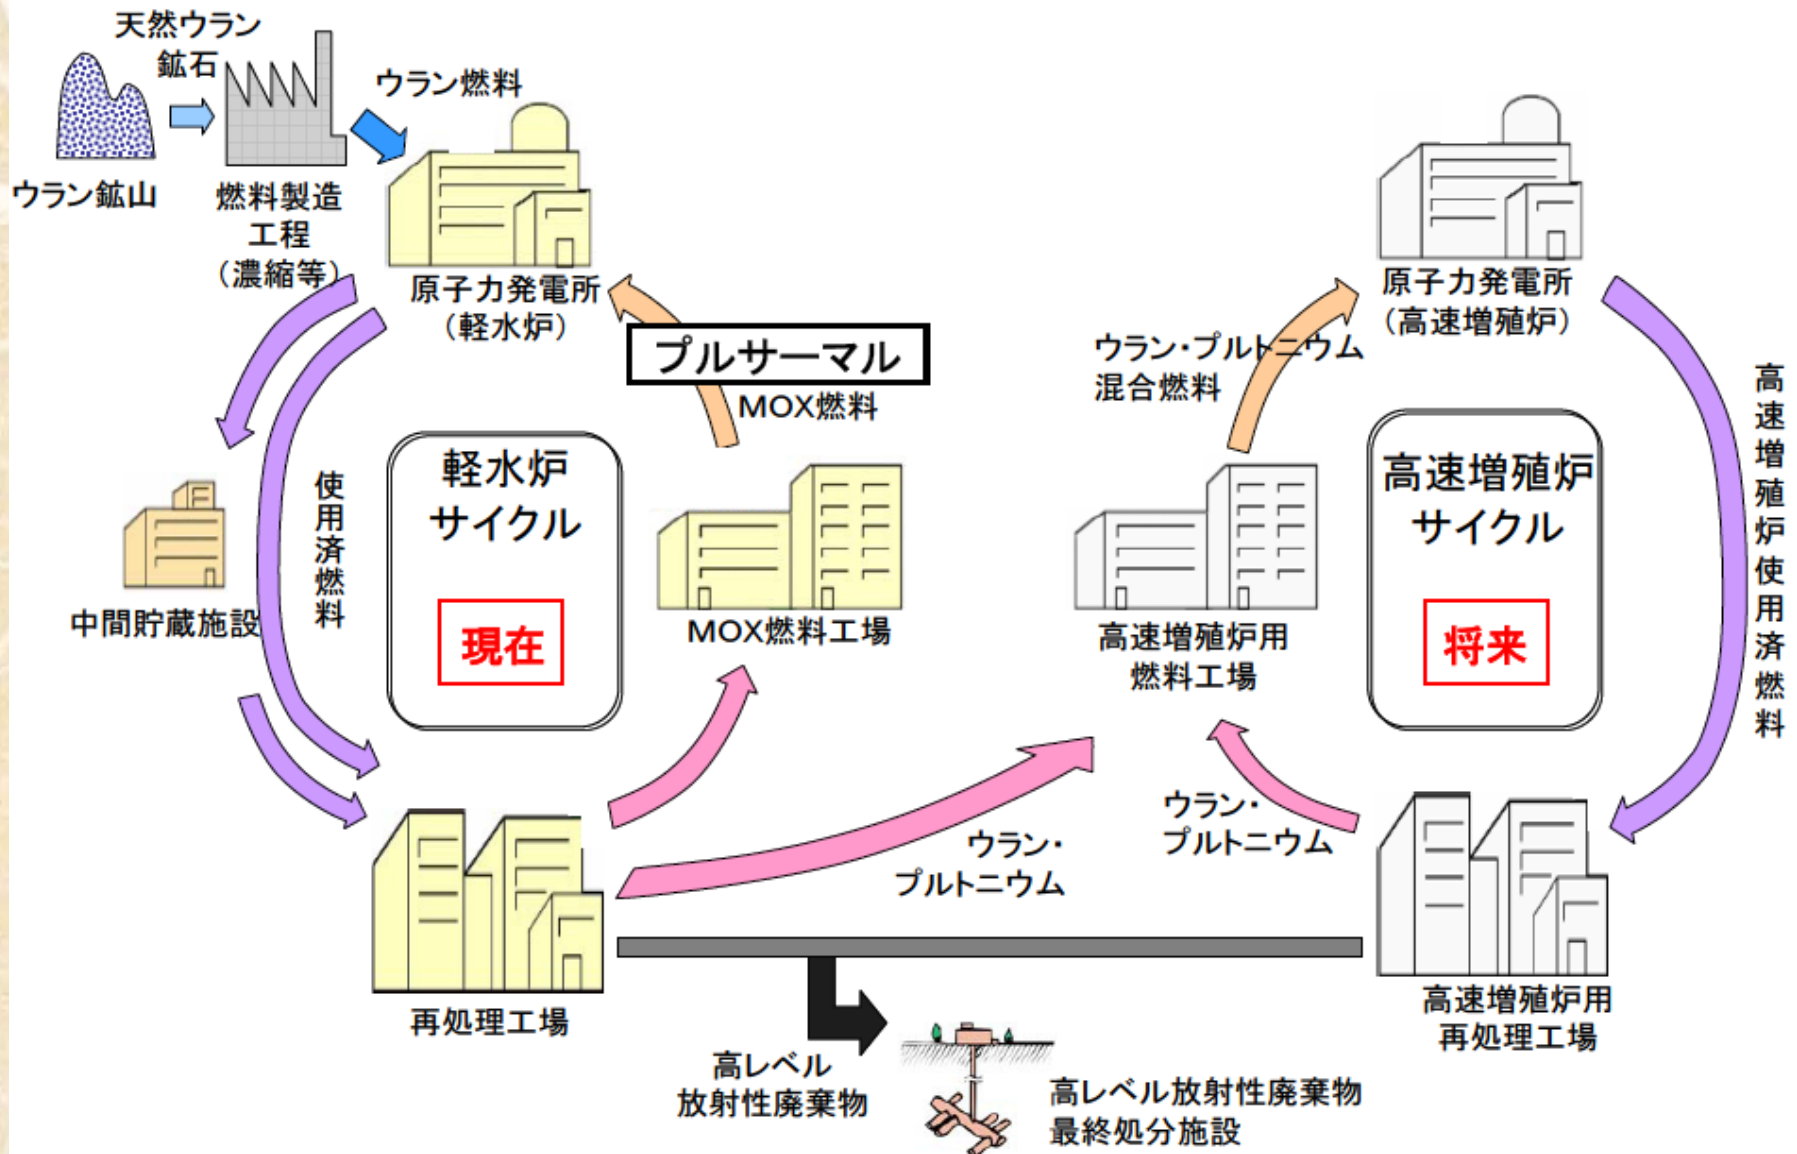 天然ウラン
鉱石
ウラン燃料
ウラン鉱山
燃料製造
工程
（濃縮等）
原子力発電所
（軽水炉）
プルサーマル
MOX燃料
使用済燃料
軽水炉
サイクル
現在
中間貯蔵施設
MOX燃料工場
再処理工場
ウラン・
プルトニウム
原子力発電所
（高速増殖炉）
ウラン・プルトニウム
混合燃料
高速増殖炉
サイクル
将来
高速増殖炉使用済燃料
高速増殖炉用
燃料工場
ウラン・
プルトニウム
高速増殖炉用
再処理工場
高レベル
放射性廃棄物
高レベル放射性廃棄物
最終処分施設